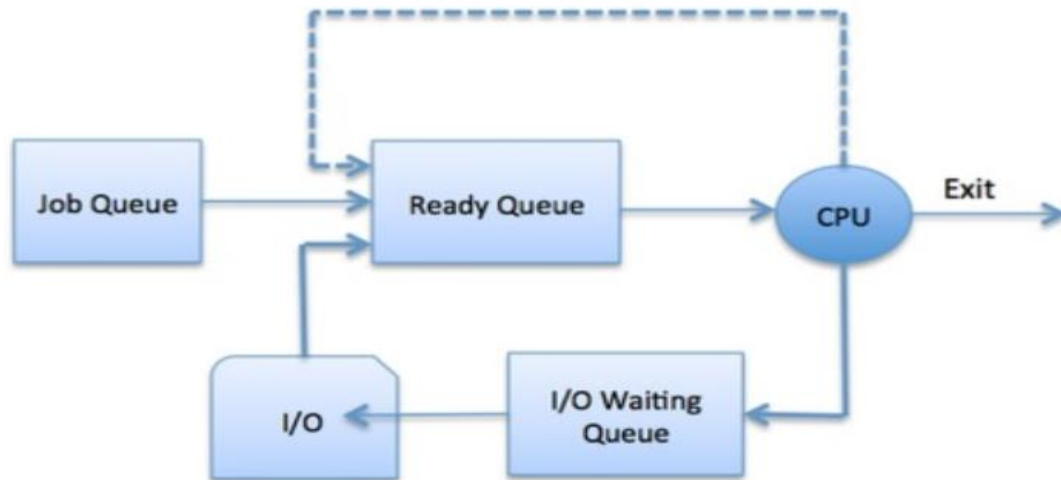 Job Queue
Ready Queue
CPU
Exit
I/O
I/O Waiting
Queue